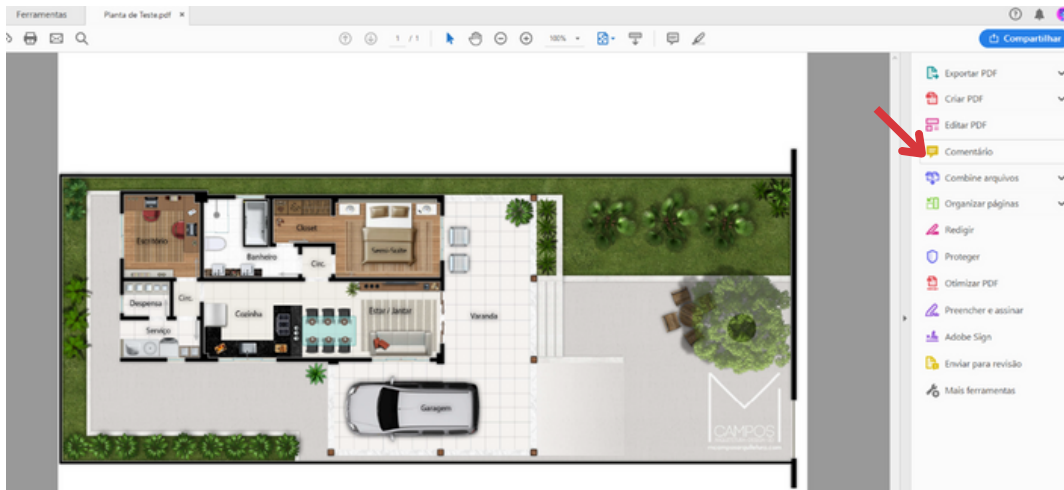 Ferramentas
Planta de Teste.pdf ×
1 / 1
100%
Compartilhar
Exportar PDF
Criar PDF
Editar PDF
Comentário
Combine arquivos
Organizar páginas
Redigir
Proteger
Otimizar PDF
Preencher e assinar
Adobe Sign
Enviar para revisão
Mais ferramentas
Escritório
Banheiro
Closet
Circ.
Semi-Suíte
Despensa
Circ.
Cozinha
Estar / Jantar
Varanda
Serviço
Garagem
CAMPOS